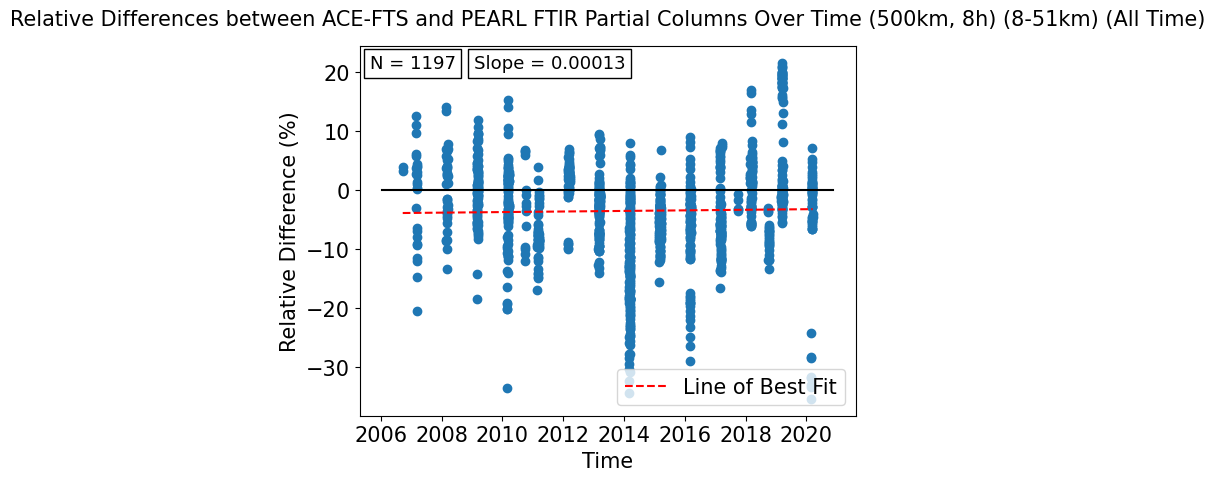 Relative Differences between ACE-FTS and PEARL FTIR Partial Columns Over Time (500km, 8h) (8-51km) (All Time)
N = 1197
Slope = 0.00013
20
10
0
−10
−20
−30
Relative Difference (%)
Line of Best Fit
2006 2008 2010 2012 2014 2016 2018 2020
Time